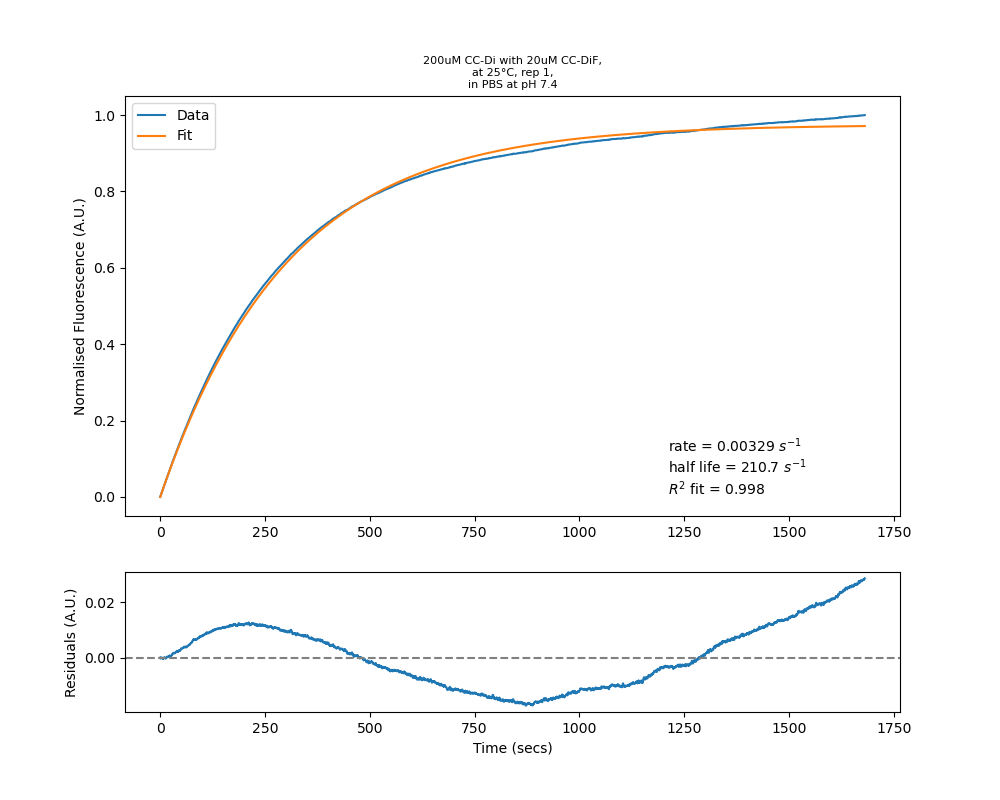 200uM CC-Di with 20uM CC-DiF,
at 25°C, rep 1,
in PBS at pH 7.4
Data
Fit
Normalised Fluorescence (A.U.)
1.0
0.8
0.6
0.4
0.2
0.0
rate = 0.00329 s⁻¹
half life = 210.7 s⁻¹
R² fit = 0.998
0 250 500 750 1000 1250 1500 1750
Residuals (A.U.)
0.02
0.00
0 250 500 750 1000 1250 1500 1750
Time (secs)